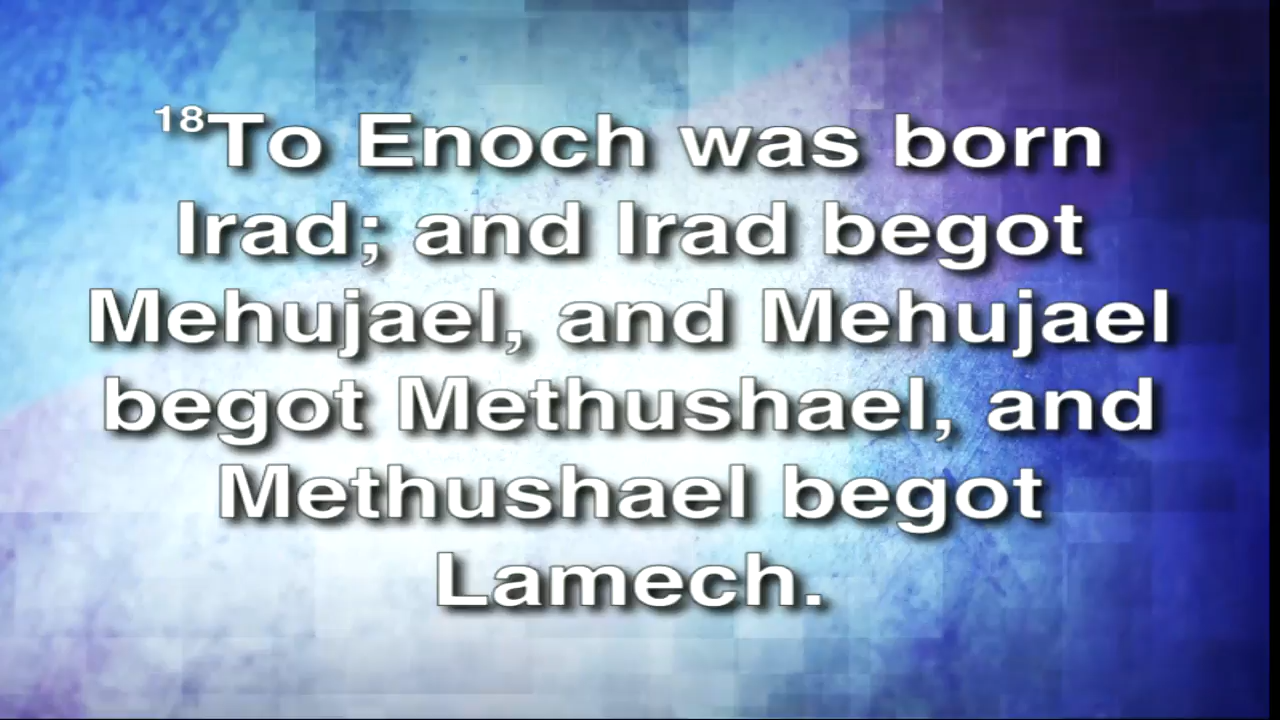 18To Enoch was born
Irad; and Irad begot
Mehujael, and Mehujael
begot Methushael, and
Methushael begot
Lamech.